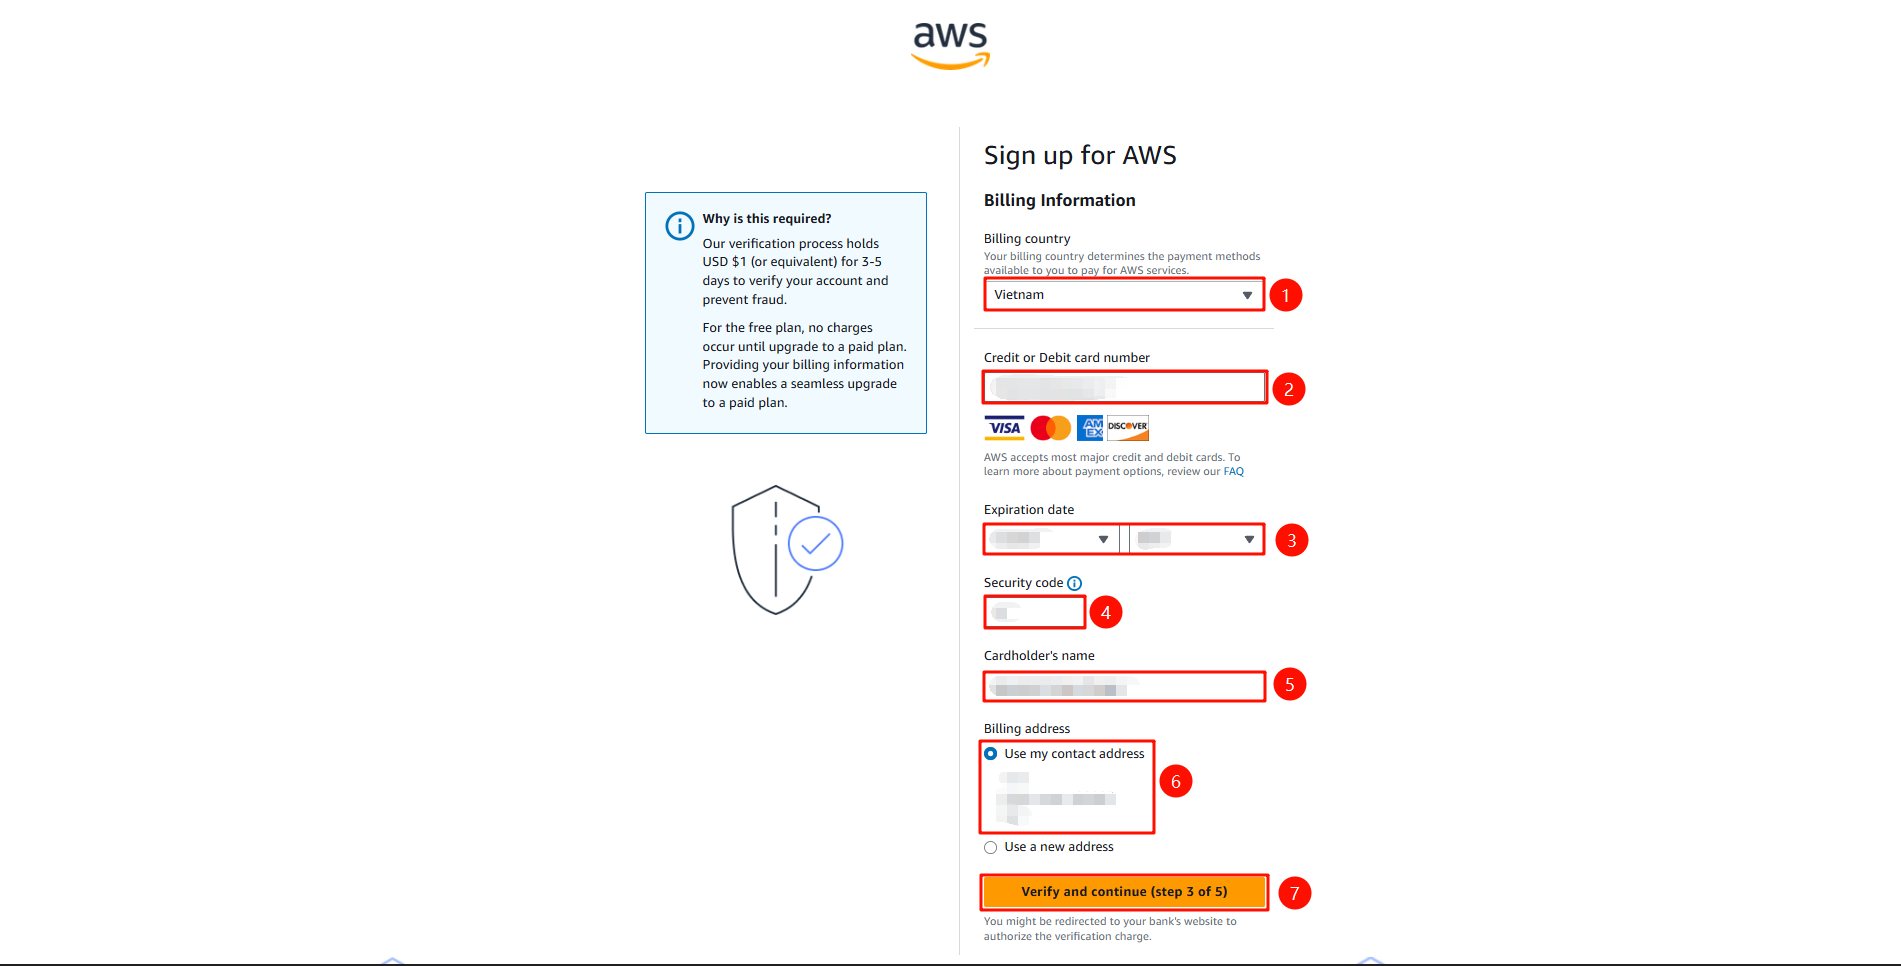 aws
Sign up for AWS
Billing Information
Why is this required?
Our verification process holds
USD $1 (or equivalent) for 3-5
days to verify your account and
prevent fraud.
For the free plan, no charges
occur until upgrade to a paid plan.
Providing your billing information
now enables a seamless upgrade
to a paid plan.
Billing country
Your billing country determines the payment methods
available to you to pay for AWS services.
Vietnam
1
Credit or Debit card number
2
VISA AM EX DISCOVER
AWS accepts most major credit and debit cards. To
learn more about payment options, review our FAQ
Expiration date
3
Security code
4
Cardholder's name
5
Billing address
Use my contact address
6
Use a new address
Verify and continue (step 3 of 5)
7
You might be redirected to your bank's website to
authorize the verification charge.